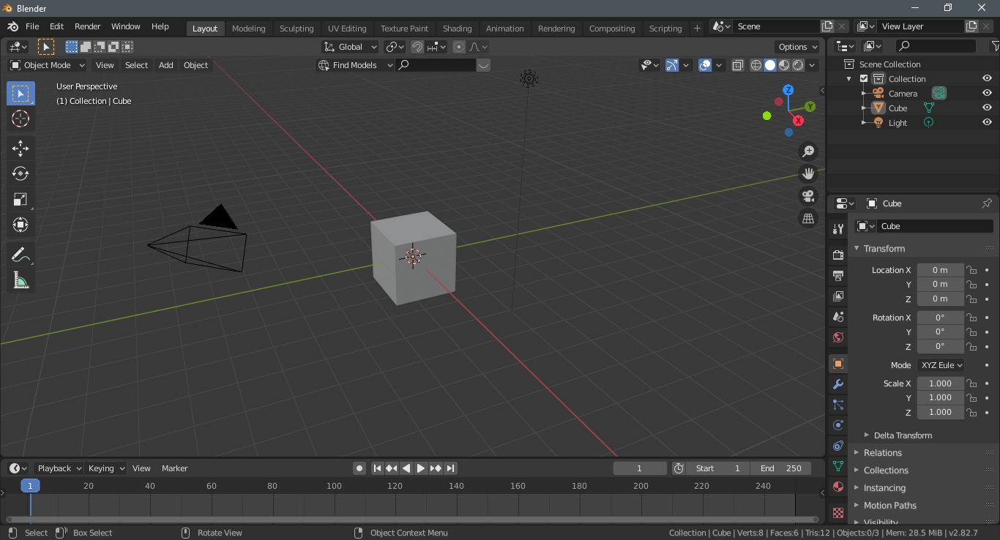 Blender
File Edit Render Window Help Layout Modeling Sculpting UV Editing Texture Paint Shading Animation Rendering Compositing Scripting + Scene View Layer
Global Options
Object Mode View Select Add Object Find Models
User Perspective
(1) Collection | Cube
Z
Y
X
Scene Collection
Collection
Camera
Cube
Light
Cube
Cube
Transform
Location X 0 m
Y 0 m
Z 0 m
Rotation X 0°
Y 0°
Z 0°
Mode XYZ Eule
Scale X 1.000
Y 1.000
Z 1.000
Delta Transform
Relations
Collections
Instancing
Motion Paths
Visibility
Playback Keying View Marker 1 Start 1 End 250
1 20 40 60 80 100 120 140 160 180 200 220 240
Select Box Select Rotate View Object Context Menu Collection | Cube | Verts:8 | Faces:6 | Tris:12 | Objects:0/3 | Mem: 28.5 MiB | v2.82.7